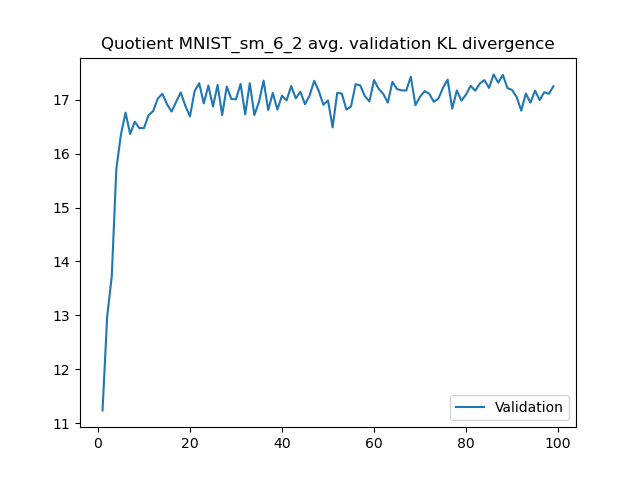 Quotient MNIST_sm_6_2 avg. validation KL divergence
17
16
15
14
13
12
11
Validation
0 20 40 60 80 100